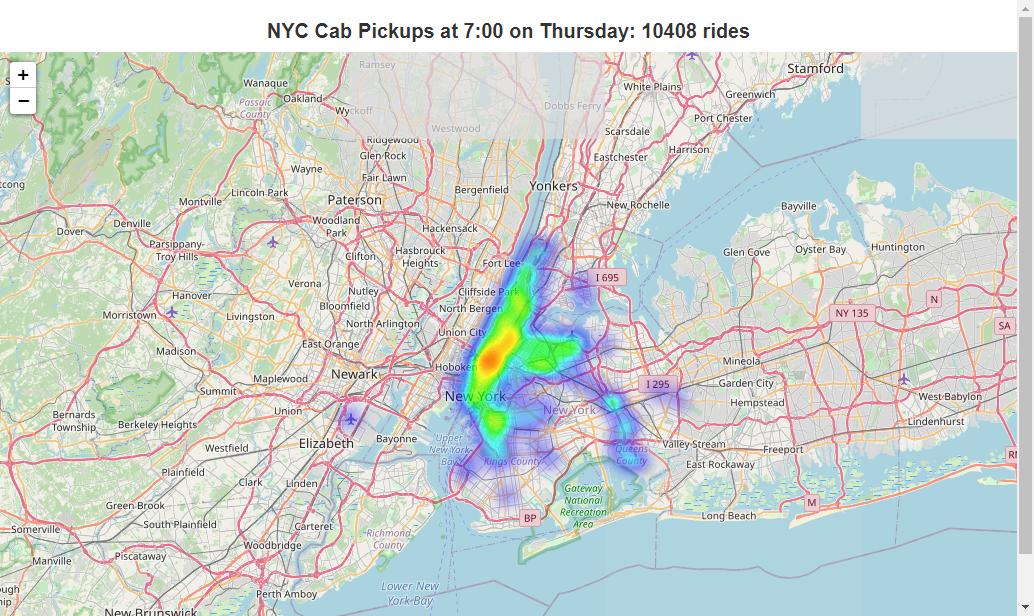 NYC Cab Pickups at 7:00 on Thursday: 10408 rides
+
−
Ramsey
Stamford
Wanaque
White Plains
Oakland
Greenwich
Passaic
County
Wyckoff
Dobbs Ferry
Port Chester
Westwood
Scarsdale
Ridgewood
Harrison
Glen Rock
Eastchester
Wayne
Fair Lawn
Bergenfield
Yonkers
Lincoln Park
Paterson
Montville
New Rochelle
Bayville
Denville
Woodland
Park
Hackensack
Dover
Parsippany-
Troy Hills
Hasbrouck
Heights
Clifton
Glen Cove
Oyster Bay
Huntington
Fort Lee
I 695
Verona
Nutley
Cliffside Park
Hanover
Bloomfield
North Bergen
N
NY 135
Morristown
Livingston
North Arlington
SA
Union City
East Orange
Madison
Mineola
Hoboken
Newark
Maplewood
I 295
Garden City
Summit
New York
Hempstead
West Babylon
Union
New York
Bernards
Township
Berkeley Heights
Lindenhurst
Bayonne
Elizabeth
Upper
New York
Bay
Valley Stream
Freeport
Westfield
Queens
County
Kings County
East Rockaway
Plainfield
Clark
Linden
Gateway
National
Recreation
Area
M
Green Brook
Long Beach
BP
South Plainfield
Somerville
Carteret
Richmond
County
Woodbridge
Piscataway
Manville
Perth Amboy
Lower New
York Bay
New Brunswick